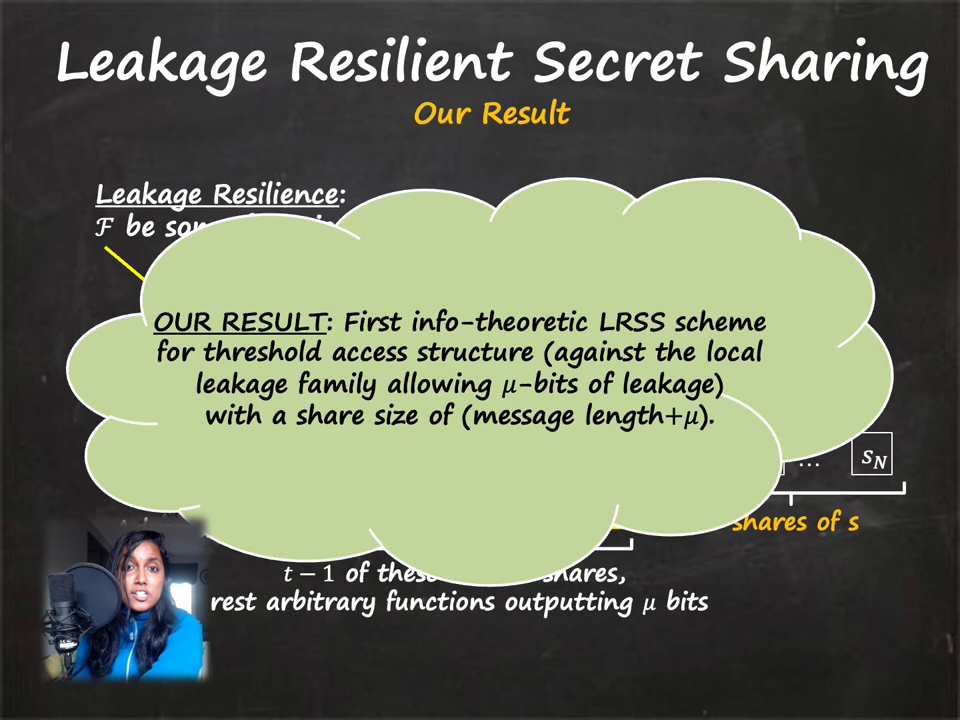 Leakage Resilient Secret Sharing
Our Result
Leakage Resilience:
ℱ be
OUR RESULT: First info-theoretic LRSS scheme
for threshold access structure (against the local
leakage family allowing μ-bits of leakage)
with a share size of (message length+μ).
... s_N
shares of s
t − 1 of these shares,
rest arbitrary functions outputting μ bits